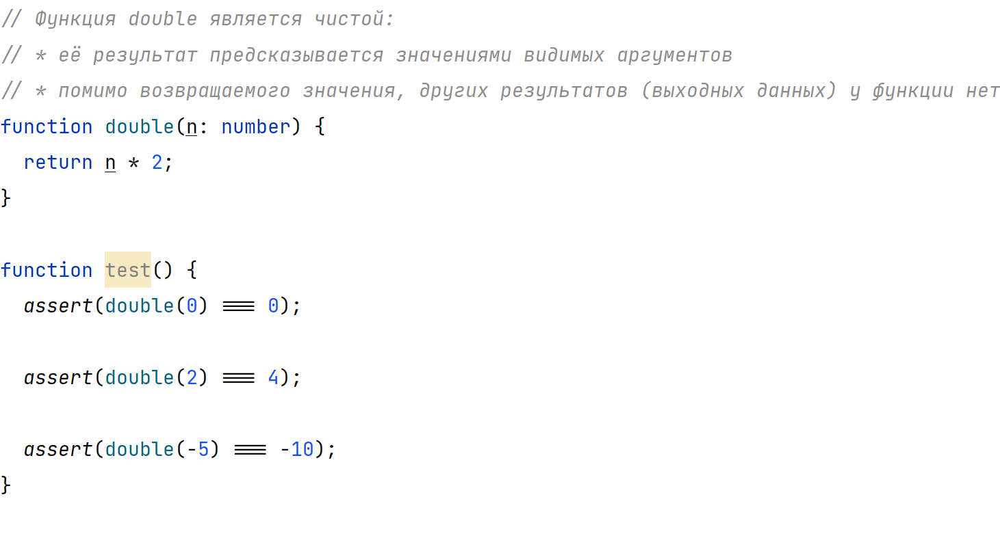 // Функция double является чистой:
// * её результат предсказывается значениями видимых аргументов
// * помимо возвращаемого значения, других результатов (выходных данных) у функции нет
function double(n: number) {
  return n * 2;
}
function test() {
  assert(double(0) === 0);
  assert(double(2) === 4);
  assert(double(-5) === -10);
}